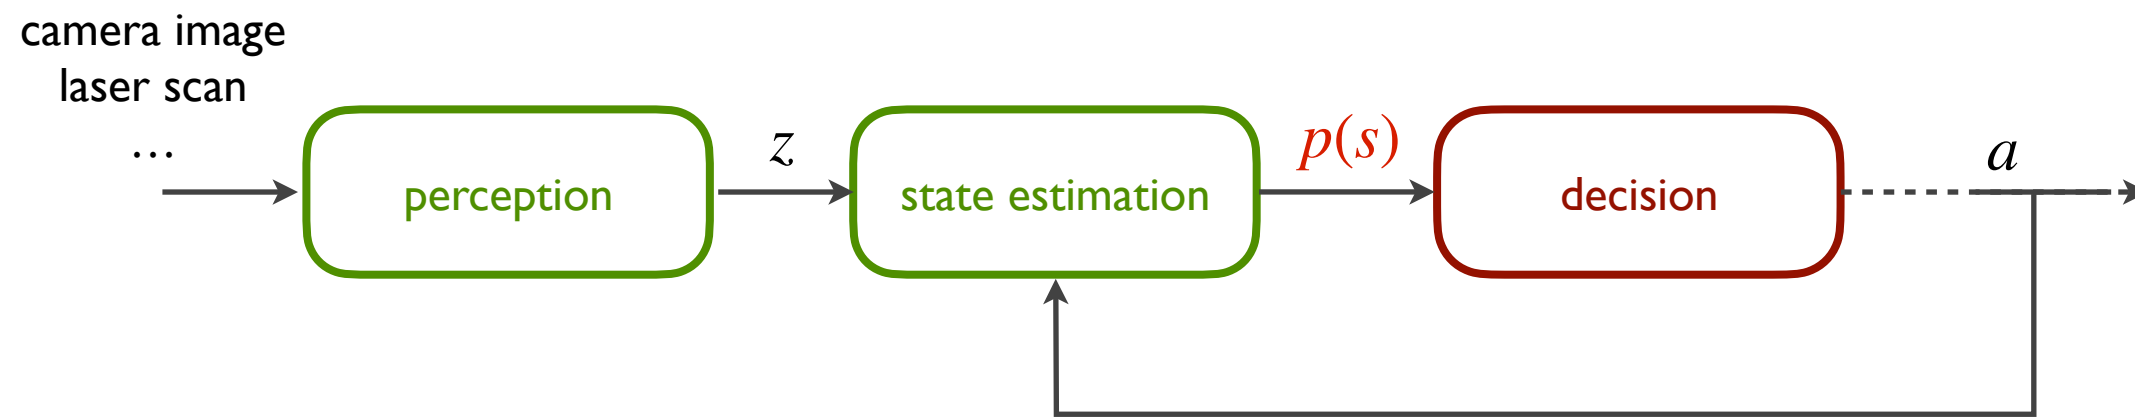 camera image
laser scan
...
perception
z
state estimation
p(s)
decision
a